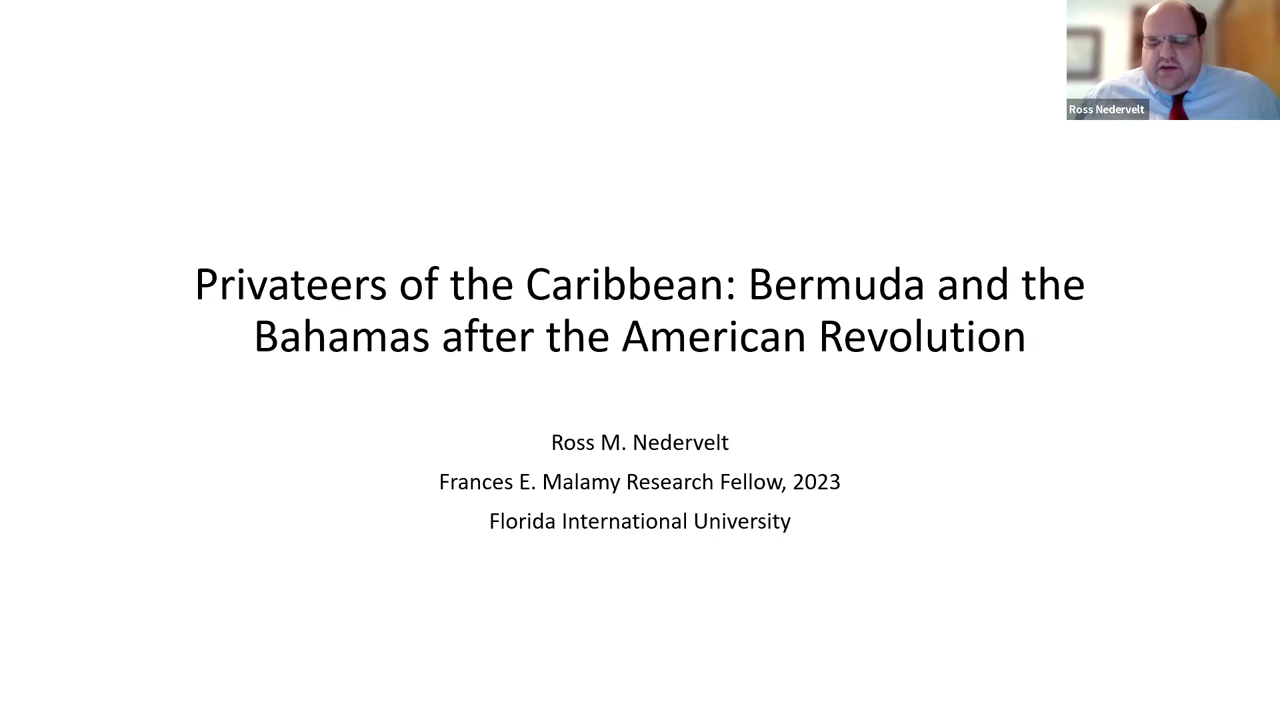 Ross Nedervelt
Privateers of the Caribbean: Bermuda and the
Bahamas after the American Revolution
Ross M. Nedervelt
Frances E. Malamy Research Fellow, 2023
Florida International University